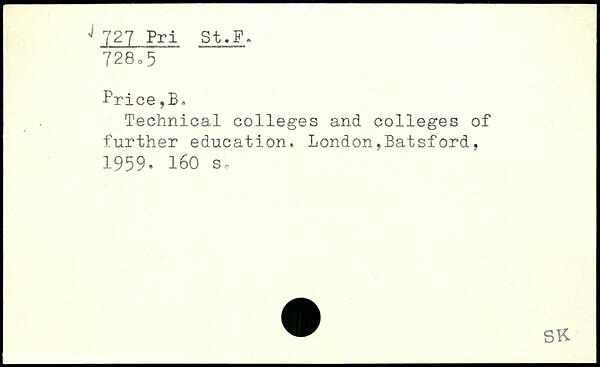 727 Pri St.F.
728.5
Price,B.
Technical colleges and colleges of
further education. London,Batsford,
1959. 160 s.
SK